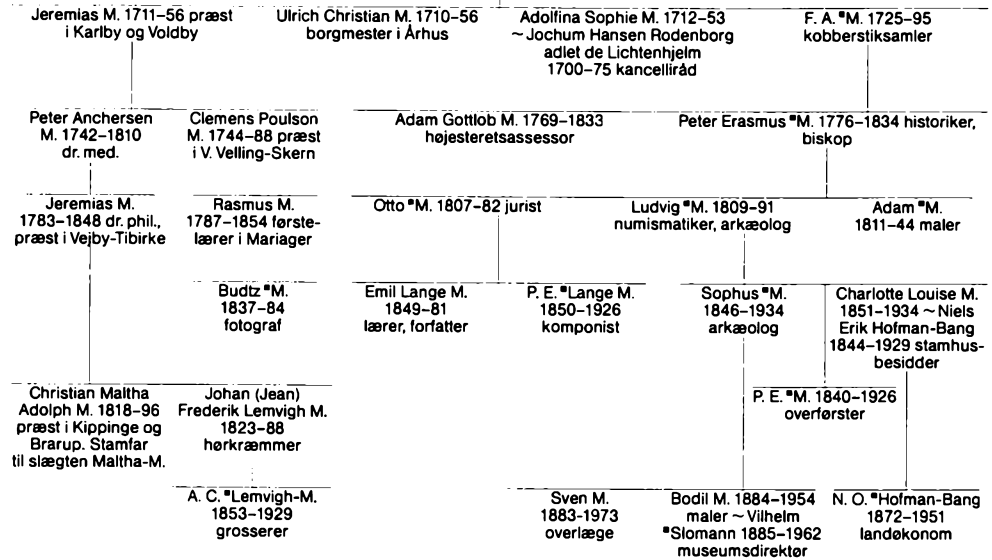 Jeremias M. 1711–56 præst
i Karlby og Voldby
Ulrich Christian M. 1710–56
borgmester i Århus
Adolfina Sophie M. 1712–53
~Jochum Hansen Rodenborg
adlet de Lichtenhjelm
1700–75 kancelliråd
F. A. *M. 1725–95
kobberstiksamler
Peter Anchersen
M. 1742–1810
dr. med.
Clemens Poulson
M. 1744–88 præst
i V. Velling-Skern
Adam Gottlob M. 1769–1833
højesteretsassessor
Peter Erasmus *M. 1776–1834 historiker,
biskop
Jeremias M.
1783–1848 dr. phil.,
præst i Vejby-Tibirke
Rasmus M.
1787–1854 første-
lærer i Mariager
Otto *M. 1807–82 jurist
Ludvig *M. 1809–91
numismatiker, arkæolog
Adam *M.
1811–44 maler
Budtz *M.
1837–84
fotograf
Emil Lange M.
1849–81
lærer, forfatter
P. E. *Lange M.
1850–1926
komponist
Sophus *M.
1846–1934
arkæolog
Charlotte Louise M.
1851–1934 ~ Niels
Erik Hofman-Bang
1844–1929 stamhus-
besidder
Christian Maltha
Adolph M. 1818–96
præst i Kippinge og
Brarup. Stamfar
til slægten Maltha-M.
Johan (Jean)
Frederik Lemvigh M.
1823–88
hørkræmmer
P. E. *M. 1840–1926
overførster
A. C. *Lemvigh-M.
1853–1929
grosserer
Sven M.
1883-1973
overlæge
Bodil M. 1884–1954
maler ~ Vilhelm
*Slomann 1885–1962
museumsdirektør
N. O. *Hofman-Bang
1872–1951
landøkonom